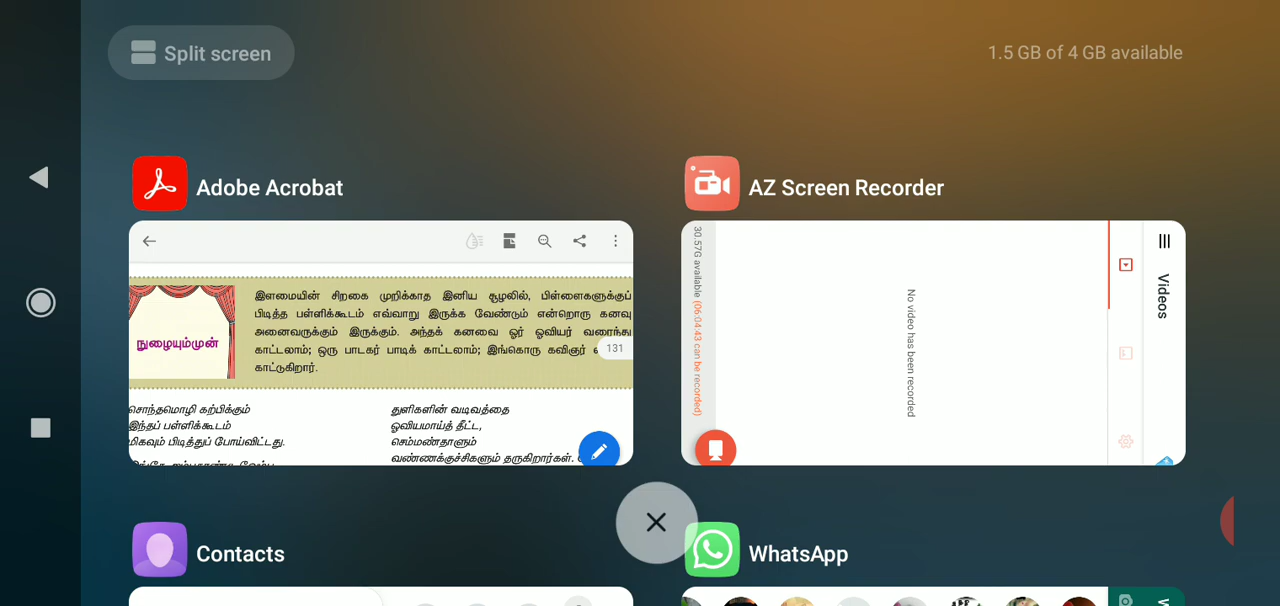 Split screen
1.5 GB of 4 GB available
Adobe Acrobat
AZ Screen Recorder
இளமையின் சிறகை முறிக்காத இனிய சூழலில், பிள்ளைகளுக்குப்
பிடித்த பள்ளிக்கூடம் எவ்வாறு இருக்க வேண்டும் என்றொரு கனவு
அனைவருக்கும் இருக்கும். அந்தக் கனவை ஓர் ஓவியர் வரைந்து
காட்டலாம்; ஒரு பாடகர் பாடிக் காட்டலாம்; இங்கொரு கவிஞர்
காட்டுகிறார்.
நுழையும்முன்
131
சொந்தமொழி கற்பிக்கும்
இந்தப் பள்ளிக்கூடம்
மிகவும் பிடித்துப் போய்விட்டது.
துளிகளின் வடிவத்தை
ஓவியமாய்த் தீட்ட,
செம்மண்தாளும்
வண்ணக்குச்சிகளும் தருகிறார்கள்.
Videos
No video has been recorded
30.57G available (06:04:43 can be recorded)
Contacts
WhatsApp